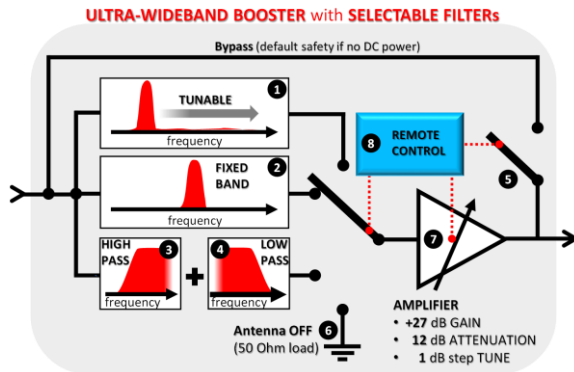 ULTRA-WIDEBAND BOOSTER with SELECTABLE FILTERs
Bypass (default safety if no DC power)
1
TUNABLE
frequency
8
REMOTE
CONTROL
2
FIXED
BAND
frequency
5
HIGH
PASS
3
+
4
LOW
PASS
frequency
frequency
7
Antenna OFF
(50 Ohm load)
6
AMPLIFIER
• +27 dB GAIN
• 12 dB ATTENUATION
• 1 dB step TUNE